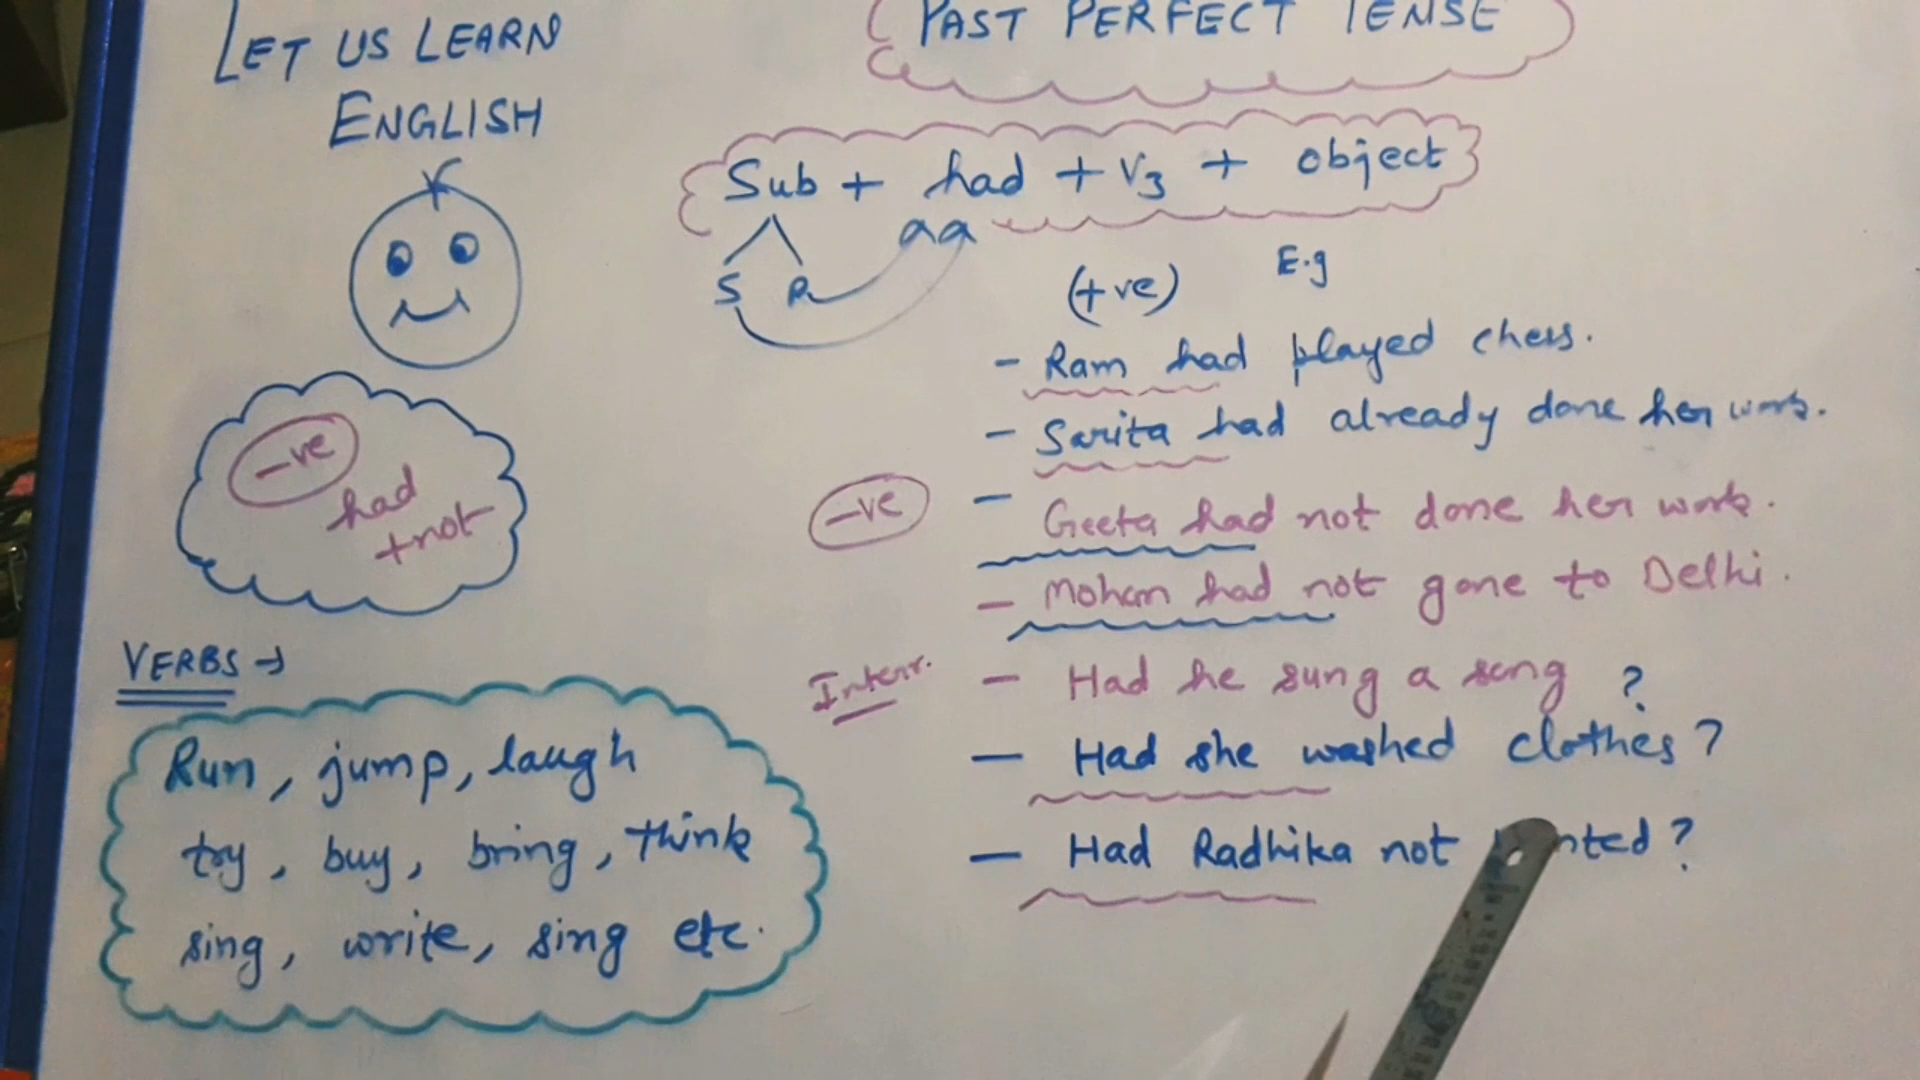 LET US LEARN
ENGLISH
PAST PERFECT TENSE
Sub + had + V3 + object
aa
S P
(+ve) E.g
- Ram had played chess.
- Sarita had already done her work.
-ve
- Geeta had not done her work.
- Mohan had not gone to Delhi.
Interr.
- Had he sung a song ?
- Had she washed clothes?
- Had Radhika not ?
-ve
had
+not
VERBS →
Run, jump, laugh
try, buy, bring, think
sing, write, sing etc.